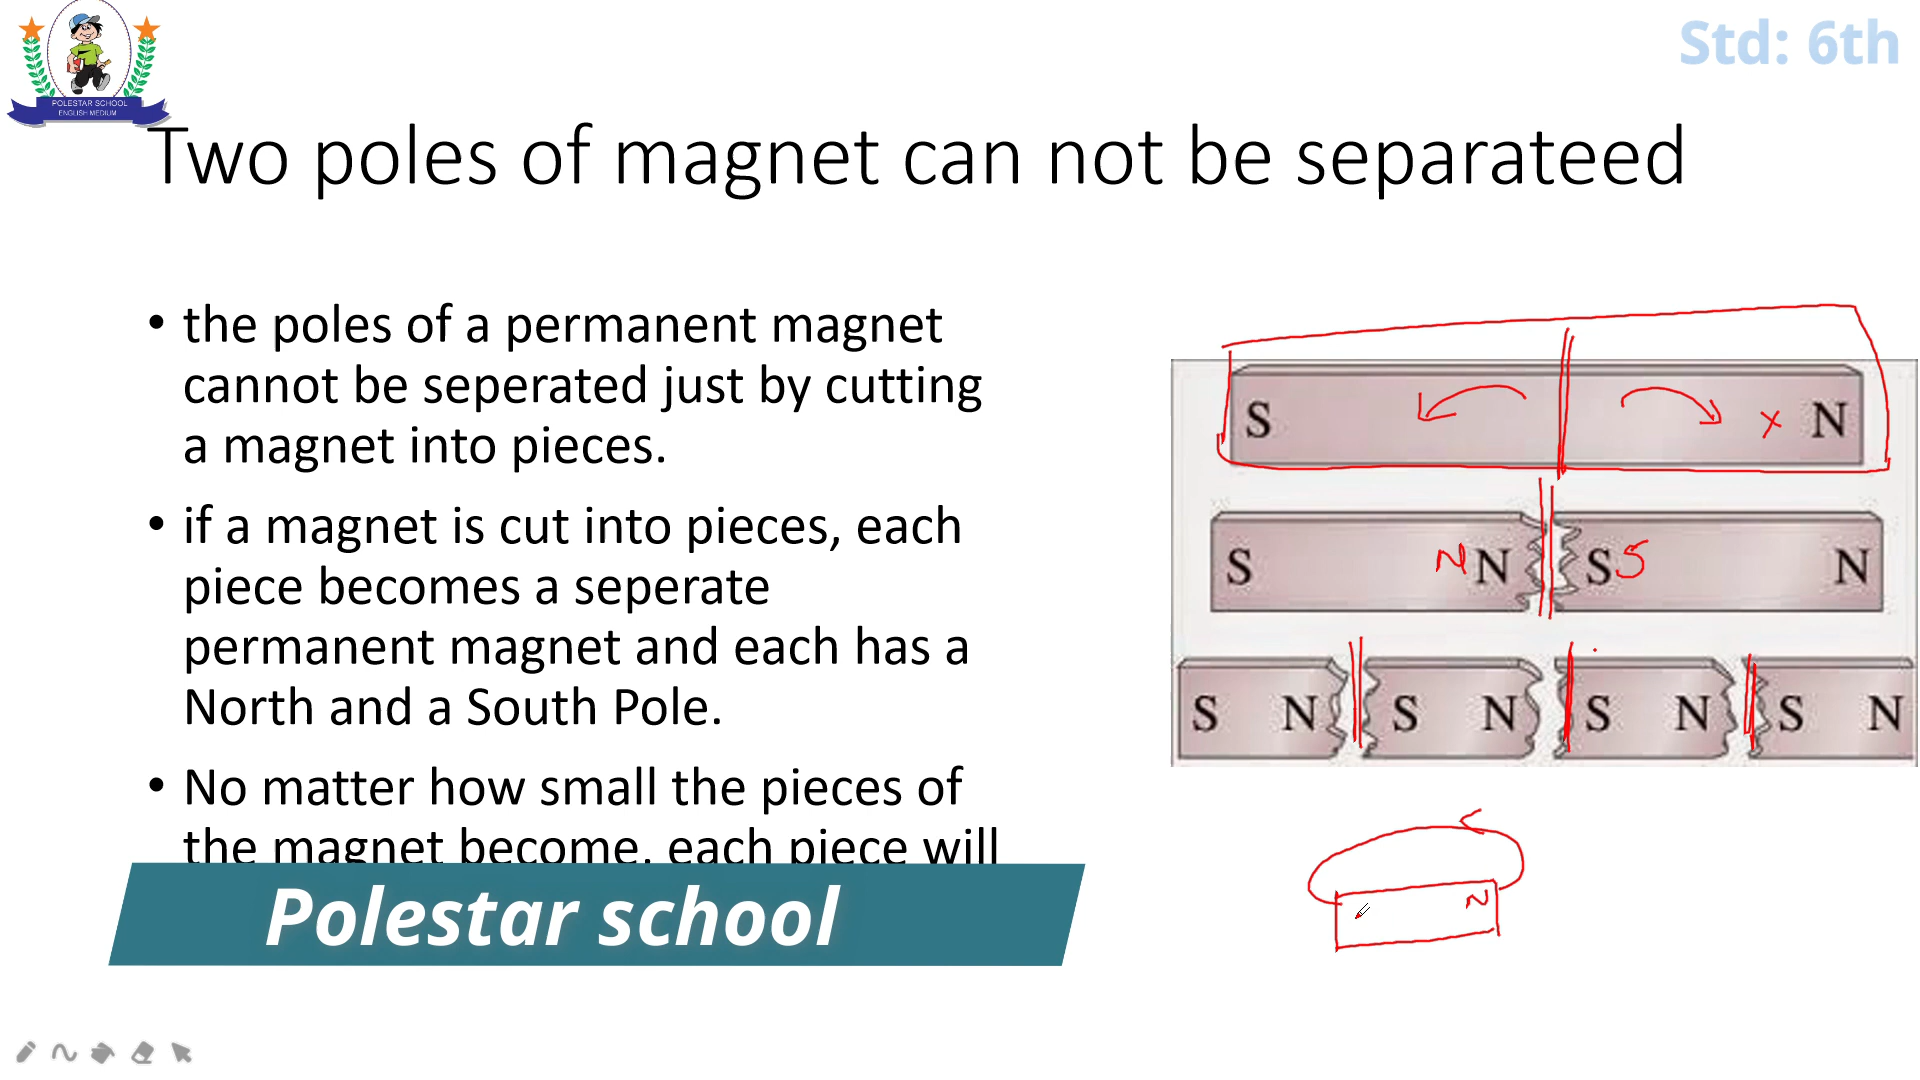 POLESTAR SCHOOL
ENGLISH MEDIUM
Std: 6th
Two poles of magnet can not be separateed
• the poles of a permanent magnet
cannot be seperated just by cutting
a magnet into pieces.
• if a magnet is cut into pieces, each
piece becomes a seperate
permanent magnet and each has a
North and a South Pole.
• No matter how small the pieces of
the magnet become, each piece will
Polestar school
S x N
S N N S S N
S N S N S N S N
N